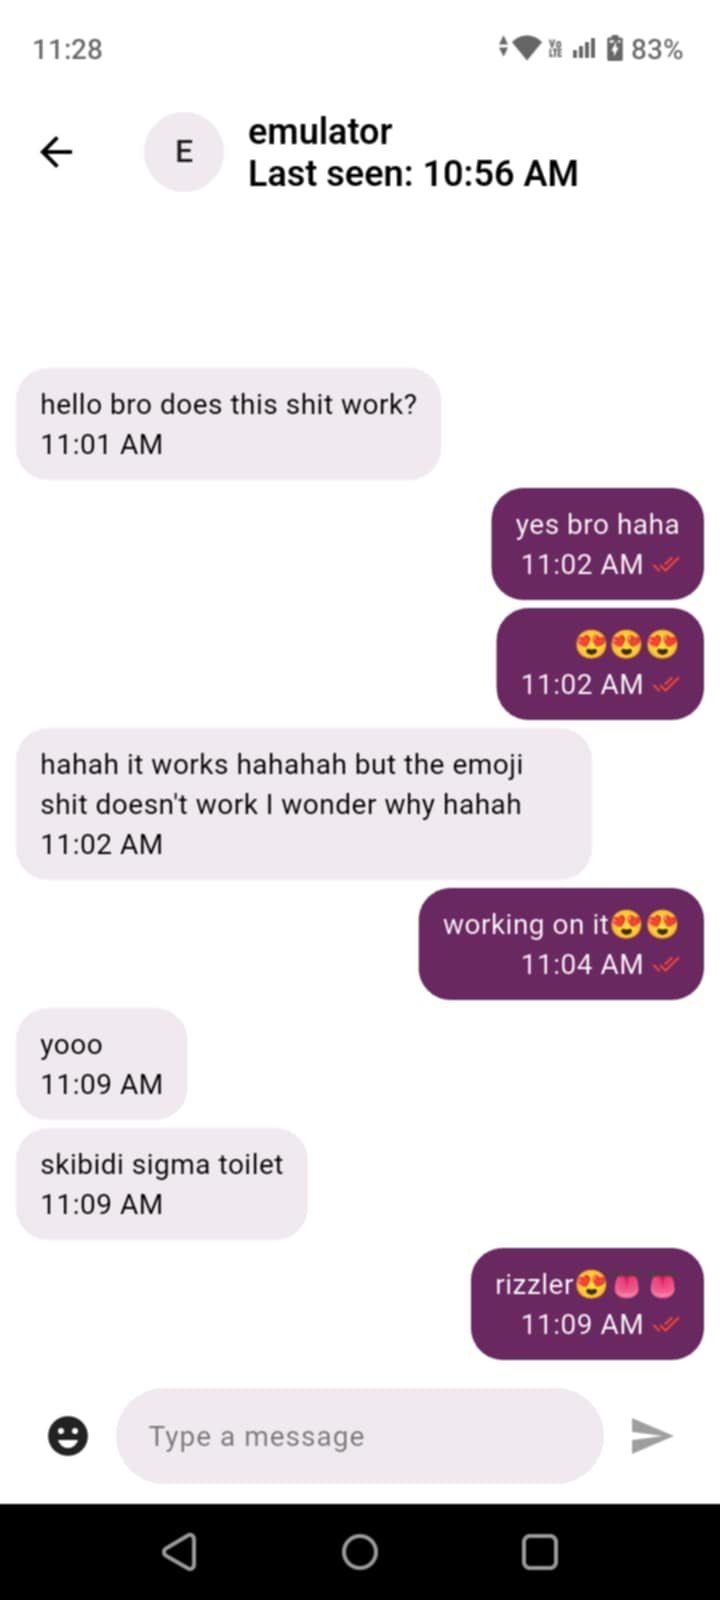 11:28
Vo LTE 83%
E
emulator
Last seen: 10:56 AM
hello bro does this shit work?
11:01 AM
yes bro haha
11:02 AM
😍😍😍
11:02 AM
hahah it works hahahah but the emoji
shit doesn't work I wonder why hahah
11:02 AM
working on it😍😍
11:04 AM
yooo
11:09 AM
skibidi sigma toilet
11:09 AM
rizzler😍👅👅
11:09 AM
Type a message